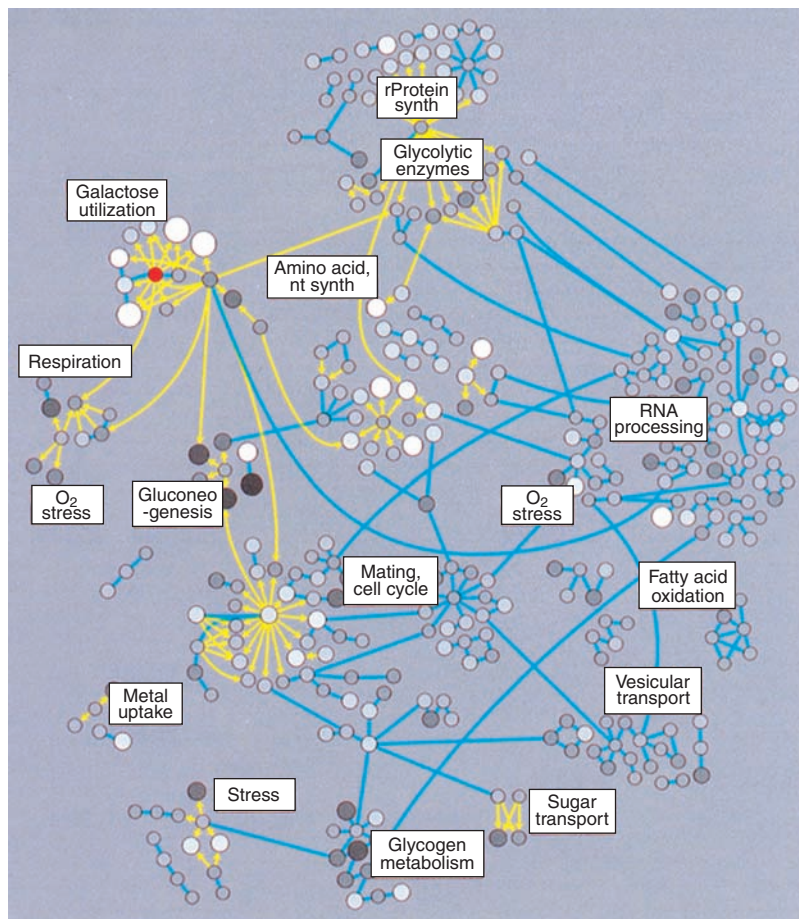 rProtein
synth
Glycolytic
enzymes
Galactose
utilization
Amino acid,
nt synth
Respiration
RNA
processing
O2
stress
Gluconeo
-genesis
O2
stress
Mating,
cell cycle
Fatty acid
oxidation
Metal
uptake
Vesicular
transport
Stress
Sugar
transport
Glycogen
metabolism